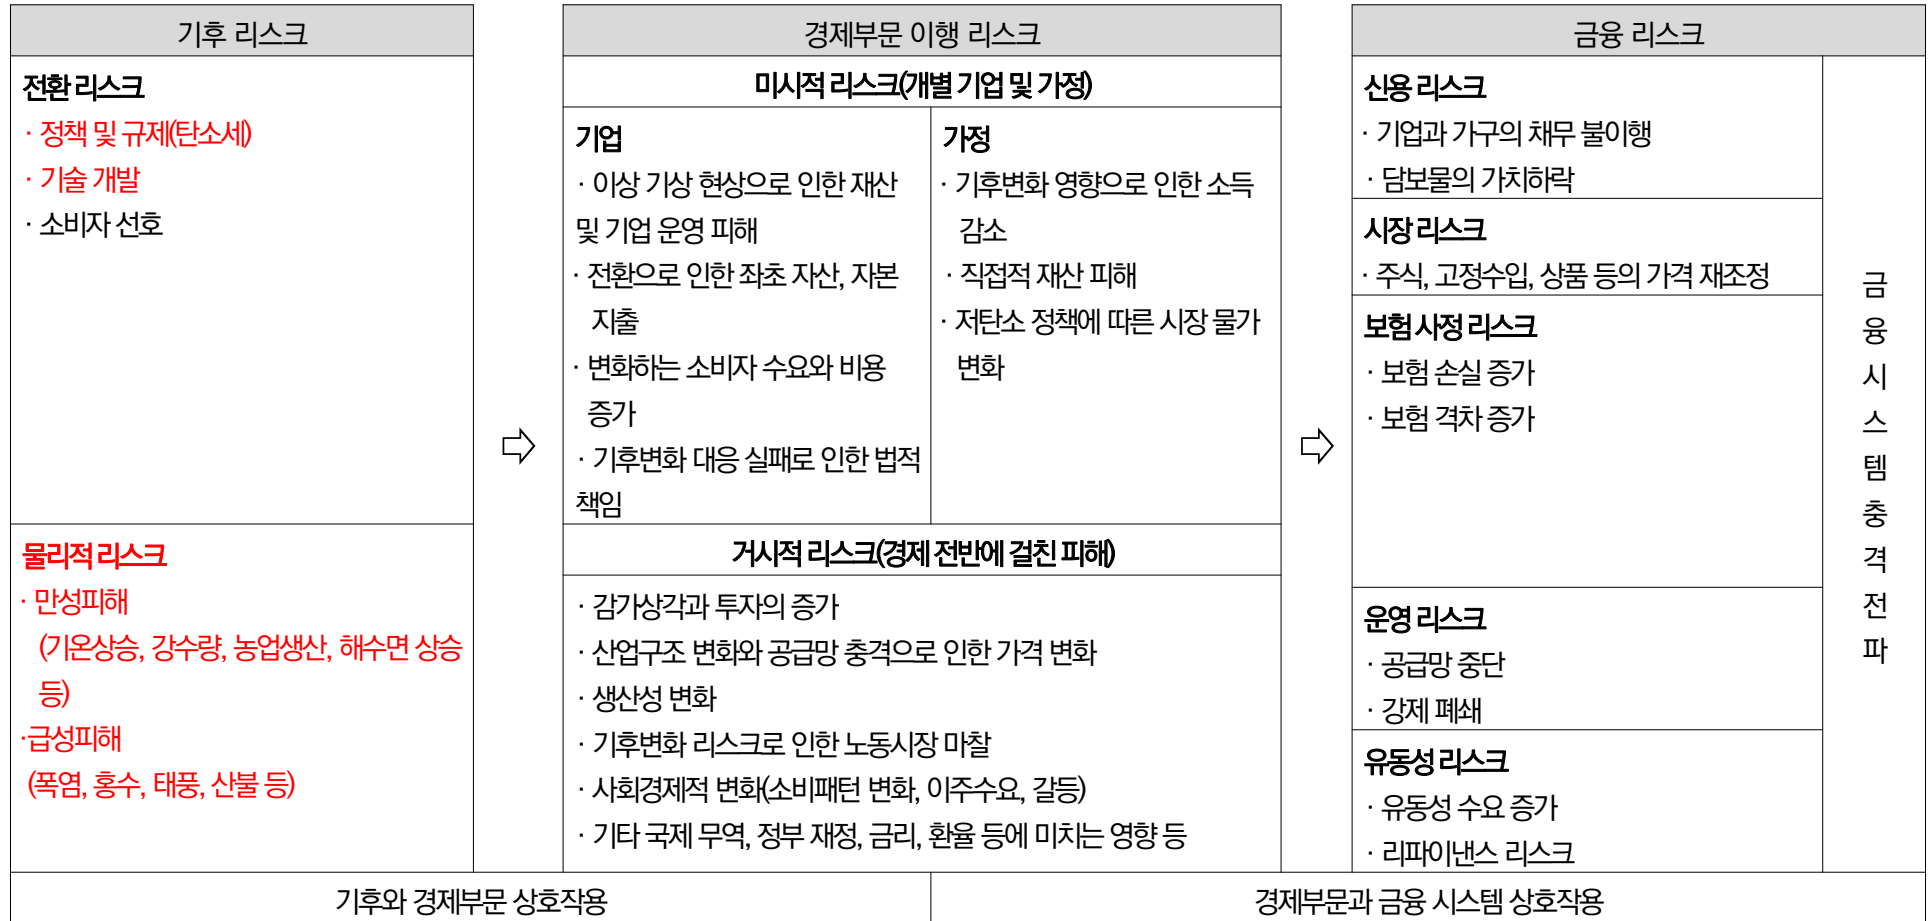 기후 리스크
전환 리스크
· 정책 및 규제(탄소세)
· 기술 개발
· 소비자 선호
물리적 리스크
· 만성피해
(기온상승, 강수량, 농업생산, 해수면 상승
등)
·급성피해
(폭염, 홍수, 태풍, 산불 등)
경제부문 이행 리스크
미시적 리스크(개별 기업 및 가정)
기업
· 이상 기상 현상으로 인한 재산
및 기업 운영 피해
· 전환으로 인한 좌초 자산, 자본
지출
· 변화하는 소비자 수요와 비용
증가
· 기후변화 대응 실패로 인한 법적
책임
가정
· 기후변화 영향으로 인한 소득
감소
· 직접적 재산 피해
· 저탄소 정책에 따른 시장 물가
변화
거시적 리스크(경제 전반에 걸친 피해)
· 감가상각과 투자의 증가
· 산업구조 변화와 공급망 충격으로 인한 가격 변화
· 생산성 변화
· 기후변화 리스크로 인한 노동시장 마찰
· 사회경제적 변화(소비패턴 변화, 이주수요, 갈등)
· 기타 국제 무역, 정부 재정, 금리, 환율 등에 미치는 영향 등
금융 리스크
신용 리스크
· 기업과 가구의 채무 불이행
· 담보물의 가치하락
시장 리스크
· 주식, 고정수입, 상품 등의 가격 재조정
보험 사정 리스크
· 보험 손실 증가
· 보험 격차 증가
운영 리스크
· 공급망 중단
· 강제 폐쇄
유동성 리스크
· 유동성 수요 증가
· 리파이낸스 리스크
금
융
시
스
템
충
격
전
파
기후와 경제부문 상호작용
경제부문과 금융 시스템 상호작용